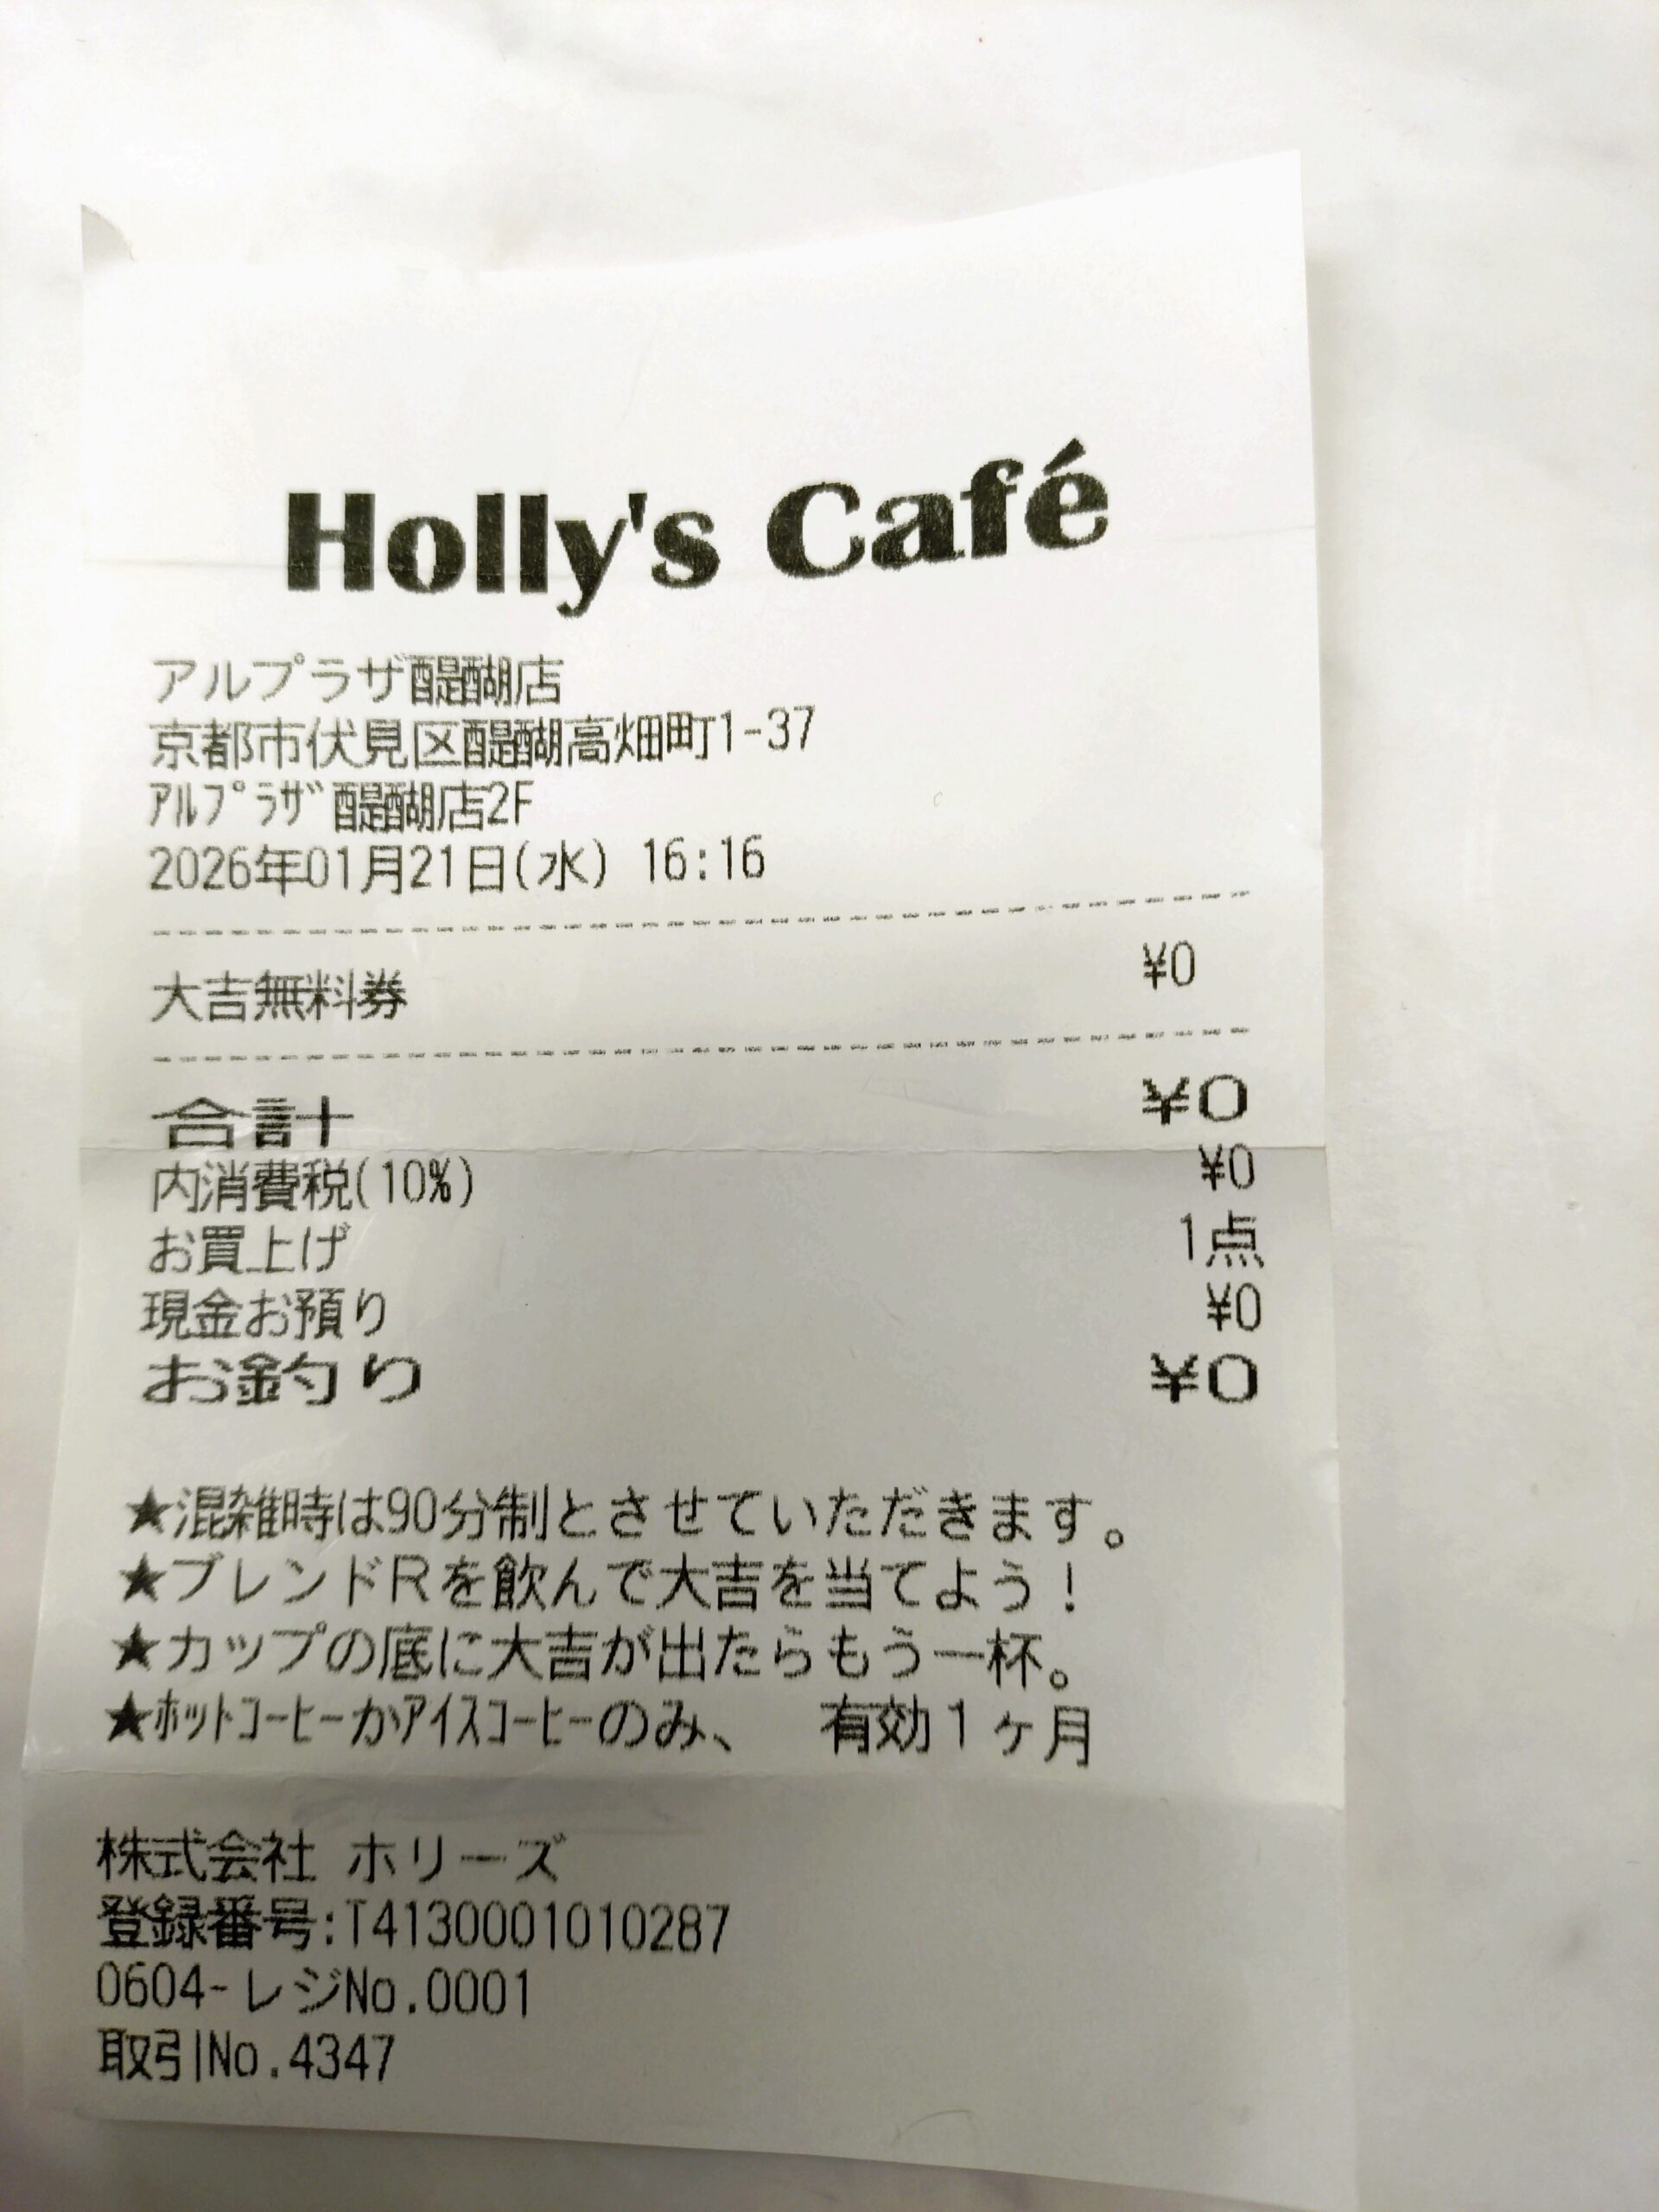 Holly's Café
アルプラザ醍醐店
京都市伏見区醍醐高畑町1-37
ｱﾙﾌﾟﾗｻﾞ醍醐店2F
2026年01月21日(水) 16:16
大吉無料券 ¥0
合計 ¥0
内消費税(10%) ¥0
お買上げ 1点
現金お預り ¥0
お釣り ¥0
★混雑時は90分制とさせていただきます。
★ブレンドRを飲んで大吉を当てよう！
★カップの底に大吉が出たらもう一杯。
★ﾎｯﾄｺｰﾋｰかｱｲｽｺｰﾋｰのみ、　有効１ヶ月
株式会社 ホリーズ
登録番号:T4130001010287
0604-レジNo.0001
取引No.4347